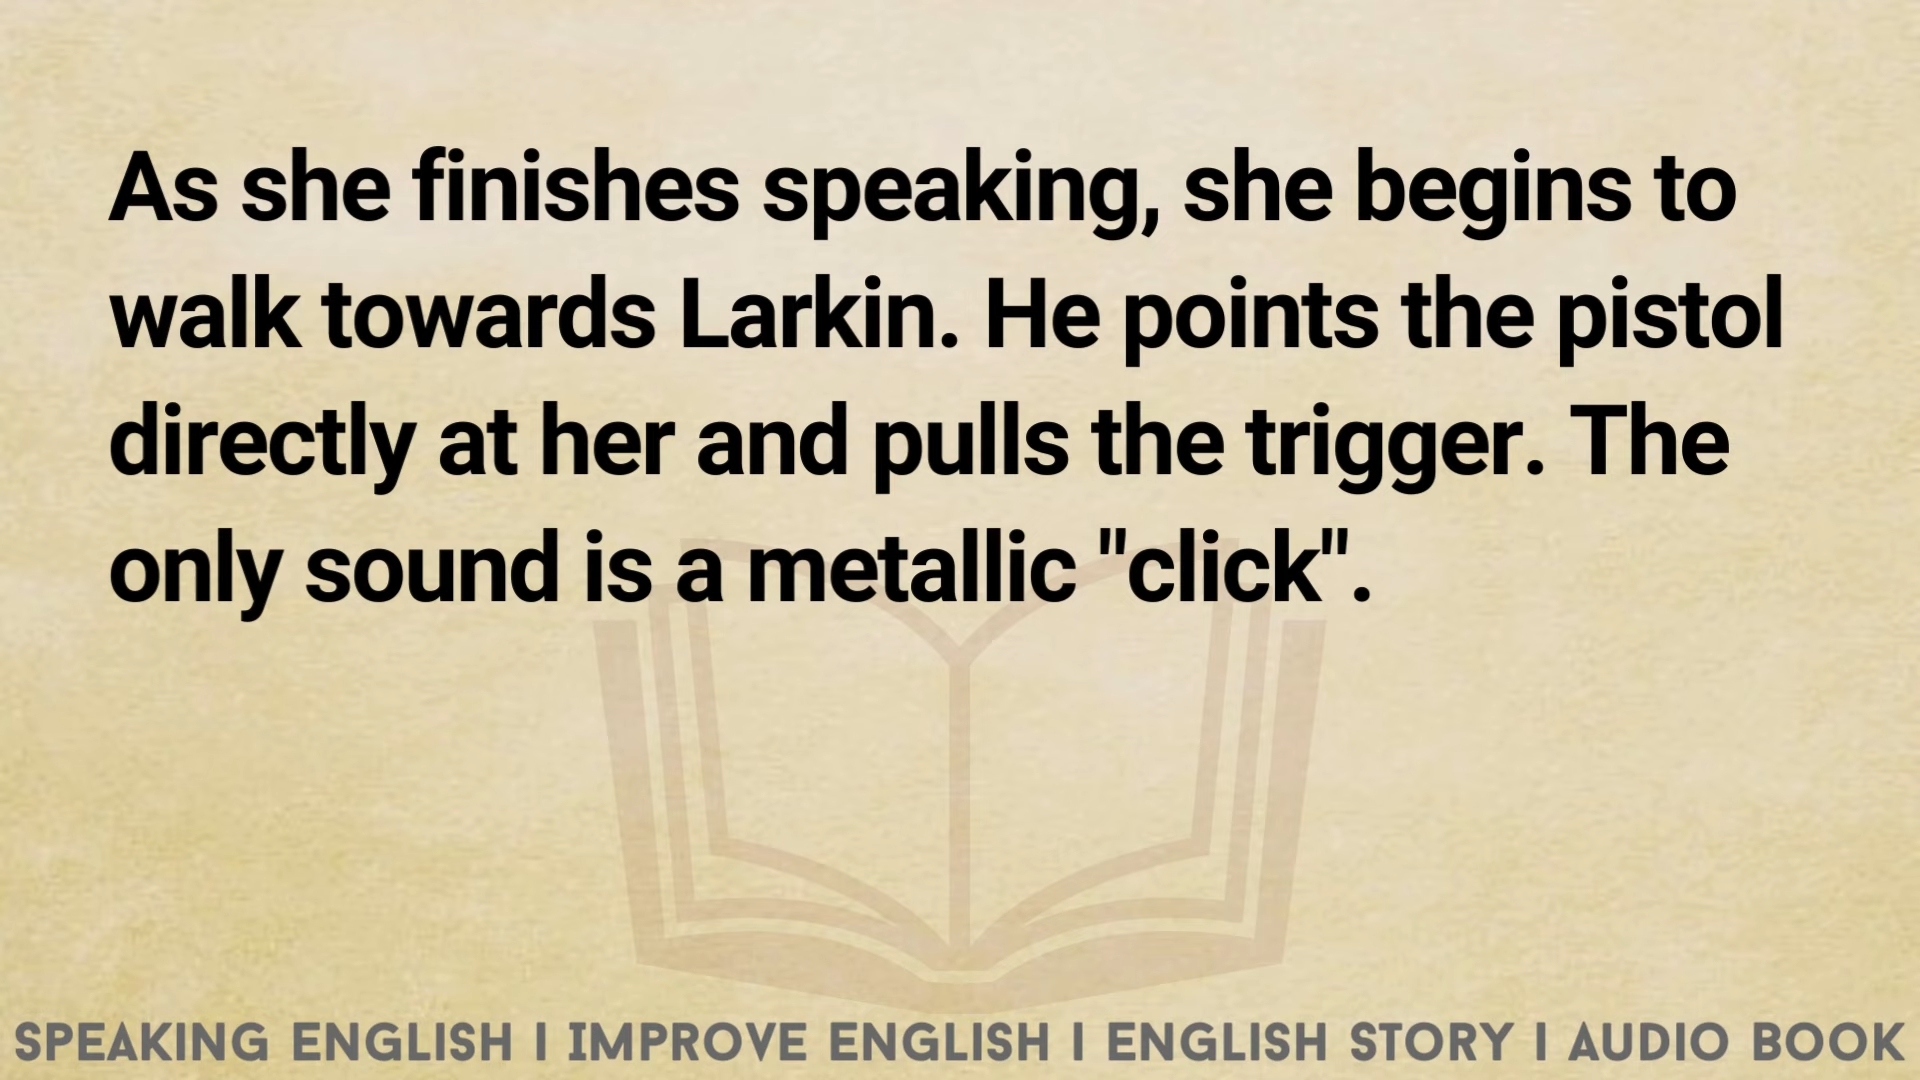 As she finishes speaking, she begins to
walk towards Larkin. He points the pistol
directly at her and pulls the trigger. The
only sound is a metallic "click".
SPEAKING ENGLISH I IMPROVE ENGLISH I ENGLISH STORY I AUDIO BOOK